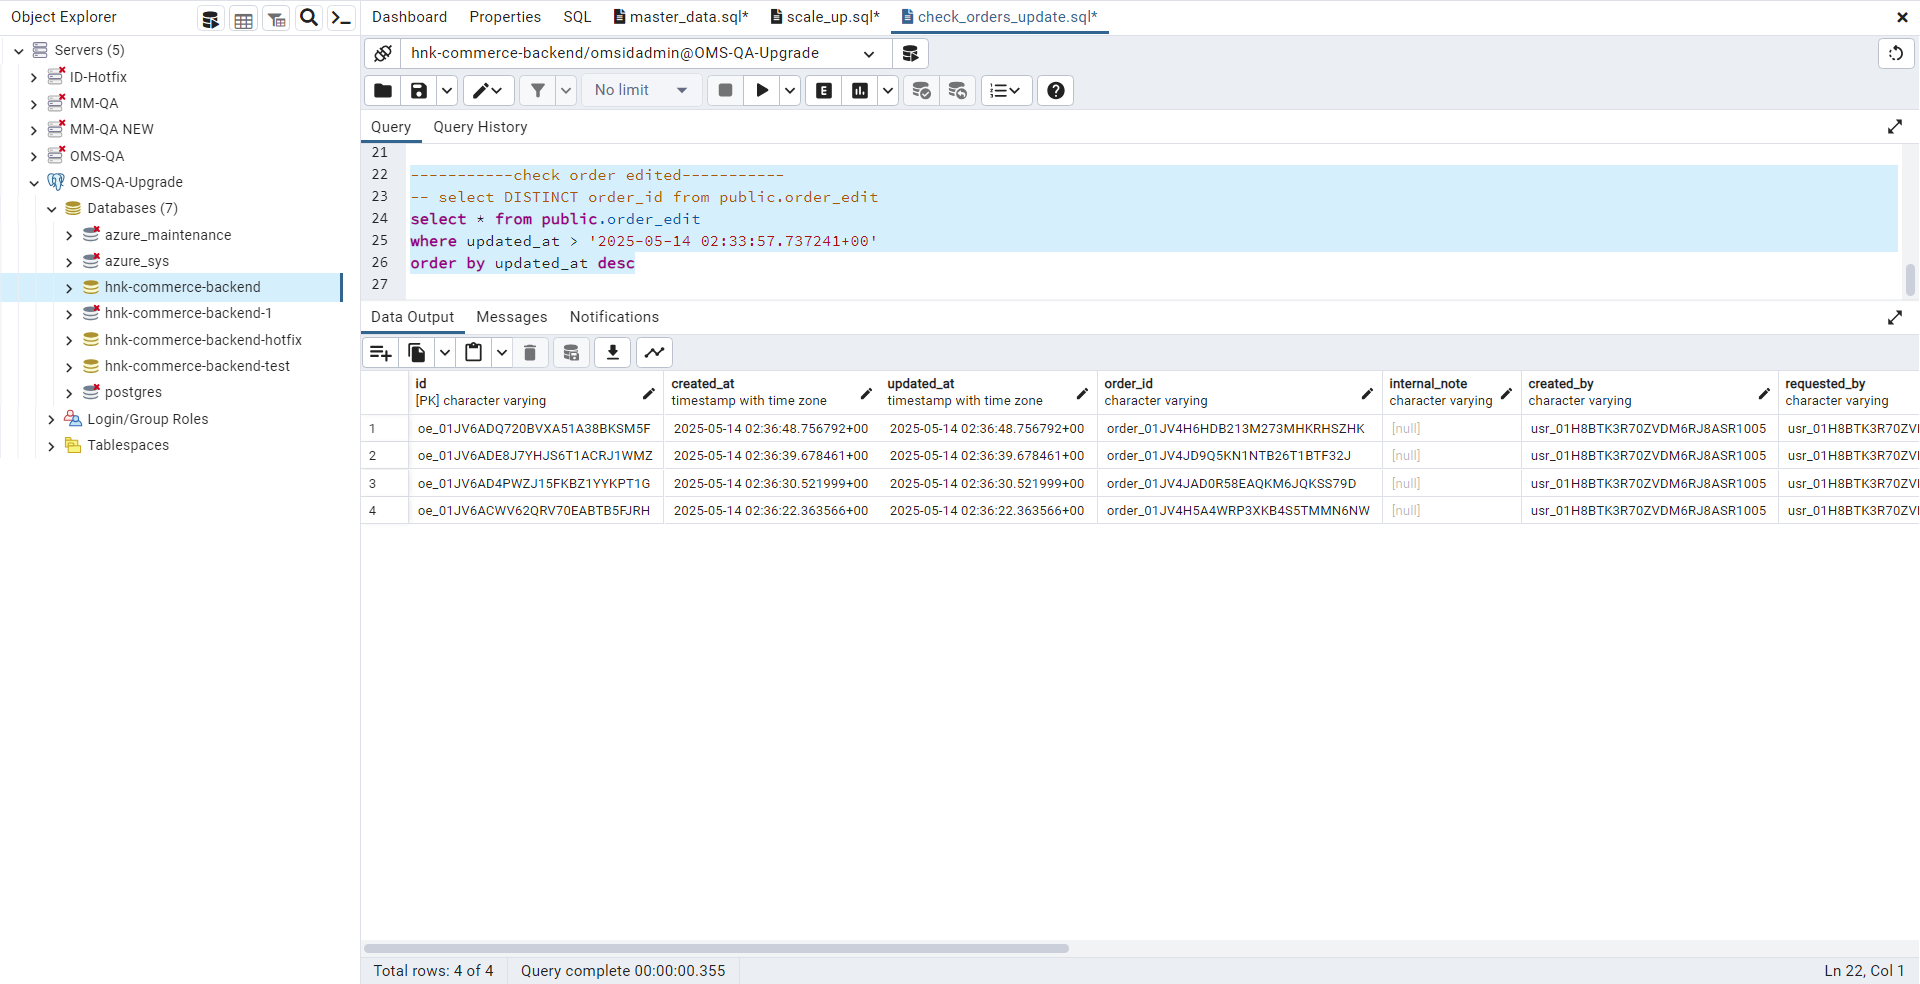 Object Explorer
Servers (5)
ID-Hotfix
MM-QA
MM-QA NEW
OMS-QA
OMS-QA-Upgrade
Databases (7)
azure_maintenance
azure_sys
hnk-commerce-backend
hnk-commerce-backend-1
hnk-commerce-backend-hotfix
hnk-commerce-backend-test
postgres
Login/Group Roles
Tablespaces
Dashboard Properties SQL master_data.sql* scale_up.sql* check_orders_update.sql*
hnk-commerce-backend/omsidadmin@OMS-QA-Upgrade
No limit E
Query Query History
21
22 -----------check order edited-----------
23 -- select DISTINCT order_id from public.order_edit
24 select * from public.order_edit
25 where updated_at > '2025-05-14 02:33:57.737241+00'
26 order by updated_at desc
27
Data Output Messages Notifications
id created_at updated_at order_id internal_note created_by requested_by
[PK] character varying timestamp with time zone timestamp with time zone character varying character varying character varying character varying
1 oe_01JV6ADQ720BVXA51A38BKSM5F 2025-05-14 02:36:48.756792+00 2025-05-14 02:36:48.756792+00 order_01JV4H6HDB213M273MHKRHSZHK [null] usr_01H8BTK3R70ZVDM6RJ8ASR1005 usr_01H8BTK3R70ZV
2 oe_01JV6ADE8J7YHJS6T1ACRJ1WMZ 2025-05-14 02:36:39.678461+00 2025-05-14 02:36:39.678461+00 order_01JV4JD9Q5KN1NTB26T1BTF32J [null] usr_01H8BTK3R70ZVDM6RJ8ASR1005 usr_01H8BTK3R70ZV
3 oe_01JV6AD4PWZJ15FKBZ1YYKPT1G 2025-05-14 02:36:30.521999+00 2025-05-14 02:36:30.521999+00 order_01JV4JAD0R58EAQKM6JQKSS79D [null] usr_01H8BTK3R70ZVDM6RJ8ASR1005 usr_01H8BTK3R70ZV
4 oe_01JV6ACWV62QRV70EABTB5FJRH 2025-05-14 02:36:22.363566+00 2025-05-14 02:36:22.363566+00 order_01JV4H5A4WRP3XKB4S5TMMN6NW [null] usr_01H8BTK3R70ZVDM6RJ8ASR1005 usr_01H8BTK3R70ZV
Total rows: 4 of 4 Query complete 00:00:00.355 Ln 22, Col 1